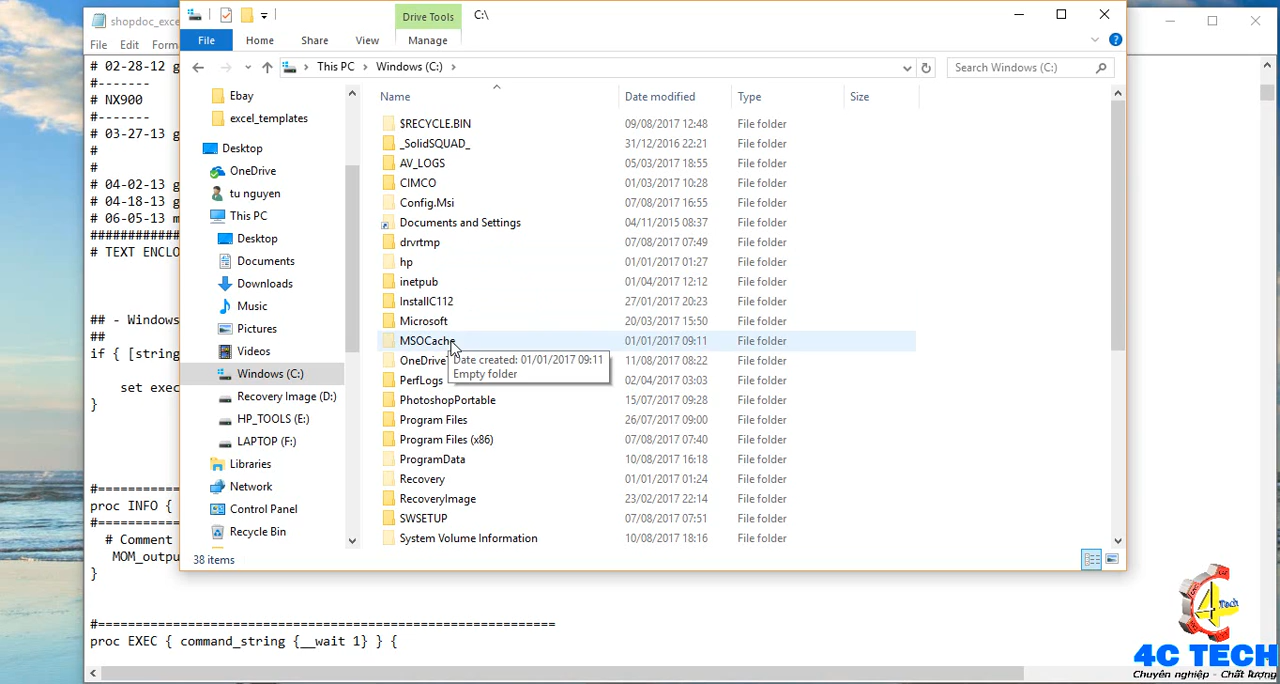 shopdoc_exce
File Edit Form
# 02-28-12 g
#-------
# NX900
#-------
# 03-27-13 g
#
#
# 04-02-13 g
# 04-18-13 g
# 06-05-13 m
############
# TEXT ENCLO
## - Windows
##
if { [string
set exec
}
#===========
proc INFO {
#===========
# Comment
MOM_outpu
}
#==========================================================
proc EXEC { command_string {__wait 1} } {
Drive Tools C:\
File Home Share View Manage
This PC Windows (C:)
Search Windows (C:)
Ebay
excel_templates
Desktop
OneDrive
tu nguyen
This PC
Desktop
Documents
Downloads
Music
Pictures
Videos
Windows (C:)
Recovery Image (D:)
HP_TOOLS (E:)
LAPTOP (F:)
Libraries
Network
Control Panel
Recycle Bin
Name Date modified Type Size
$RECYCLE.BIN 09/08/2017 12:48 File folder
_SolidSQUAD_ 31/12/2016 22:21 File folder
AV_LOGS 05/03/2017 18:55 File folder
CIMCO 01/03/2017 10:28 File folder
Config.Msi 07/08/2017 16:55 File folder
Documents and Settings 04/11/2015 08:37 File folder
drvrtmp 07/08/2017 07:49 File folder
hp 01/01/2017 01:27 File folder
inetpub 01/04/2017 12:12 File folder
InstallC112 27/01/2017 20:23 File folder
Microsoft 20/03/2017 15:50 File folder
MSOCache 01/01/2017 09:11 File folder
OneDrive 11/08/2017 08:22 File folder
Date created: 01/01/2017 09:11
Empty folder
PerfLogs 02/04/2017 03:03 File folder
PhotoshopPortable 15/07/2017 09:28 File folder
Program Files 26/07/2017 09:00 File folder
Program Files (x86) 07/08/2017 07:40 File folder
ProgramData 10/08/2017 16:18 File folder
Recovery 01/01/2017 01:24 File folder
RecoveryImage 23/02/2017 22:14 File folder
SWSETUP 07/08/2017 07:51 File folder
System Volume Information 10/08/2017 18:16 File folder
38 items
4 Tech
4C TECH
Chuyên nghiệp - Chất lượng